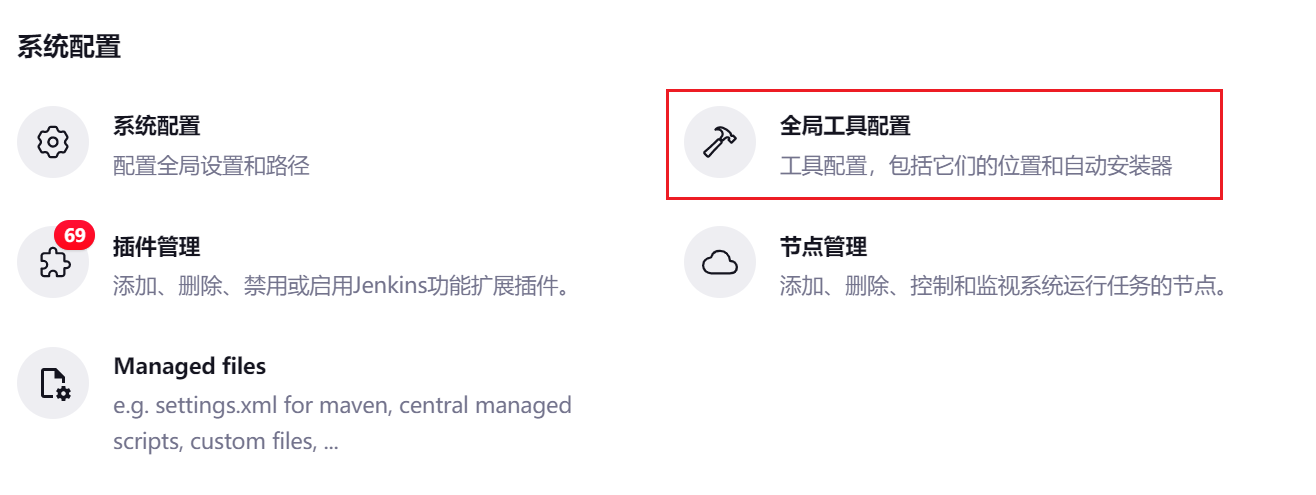 系统配置
系统配置
配置全局设置和路径
全局工具配置
工具配置，包括它们的位置和自动安装器
69
插件管理
添加、删除、禁用或启用Jenkins功能扩展插件。
节点管理
添加、删除、控制和监视系统运行任务的节点。
Managed files
e.g. settings.xml for maven, central managed
scripts, custom files, ...